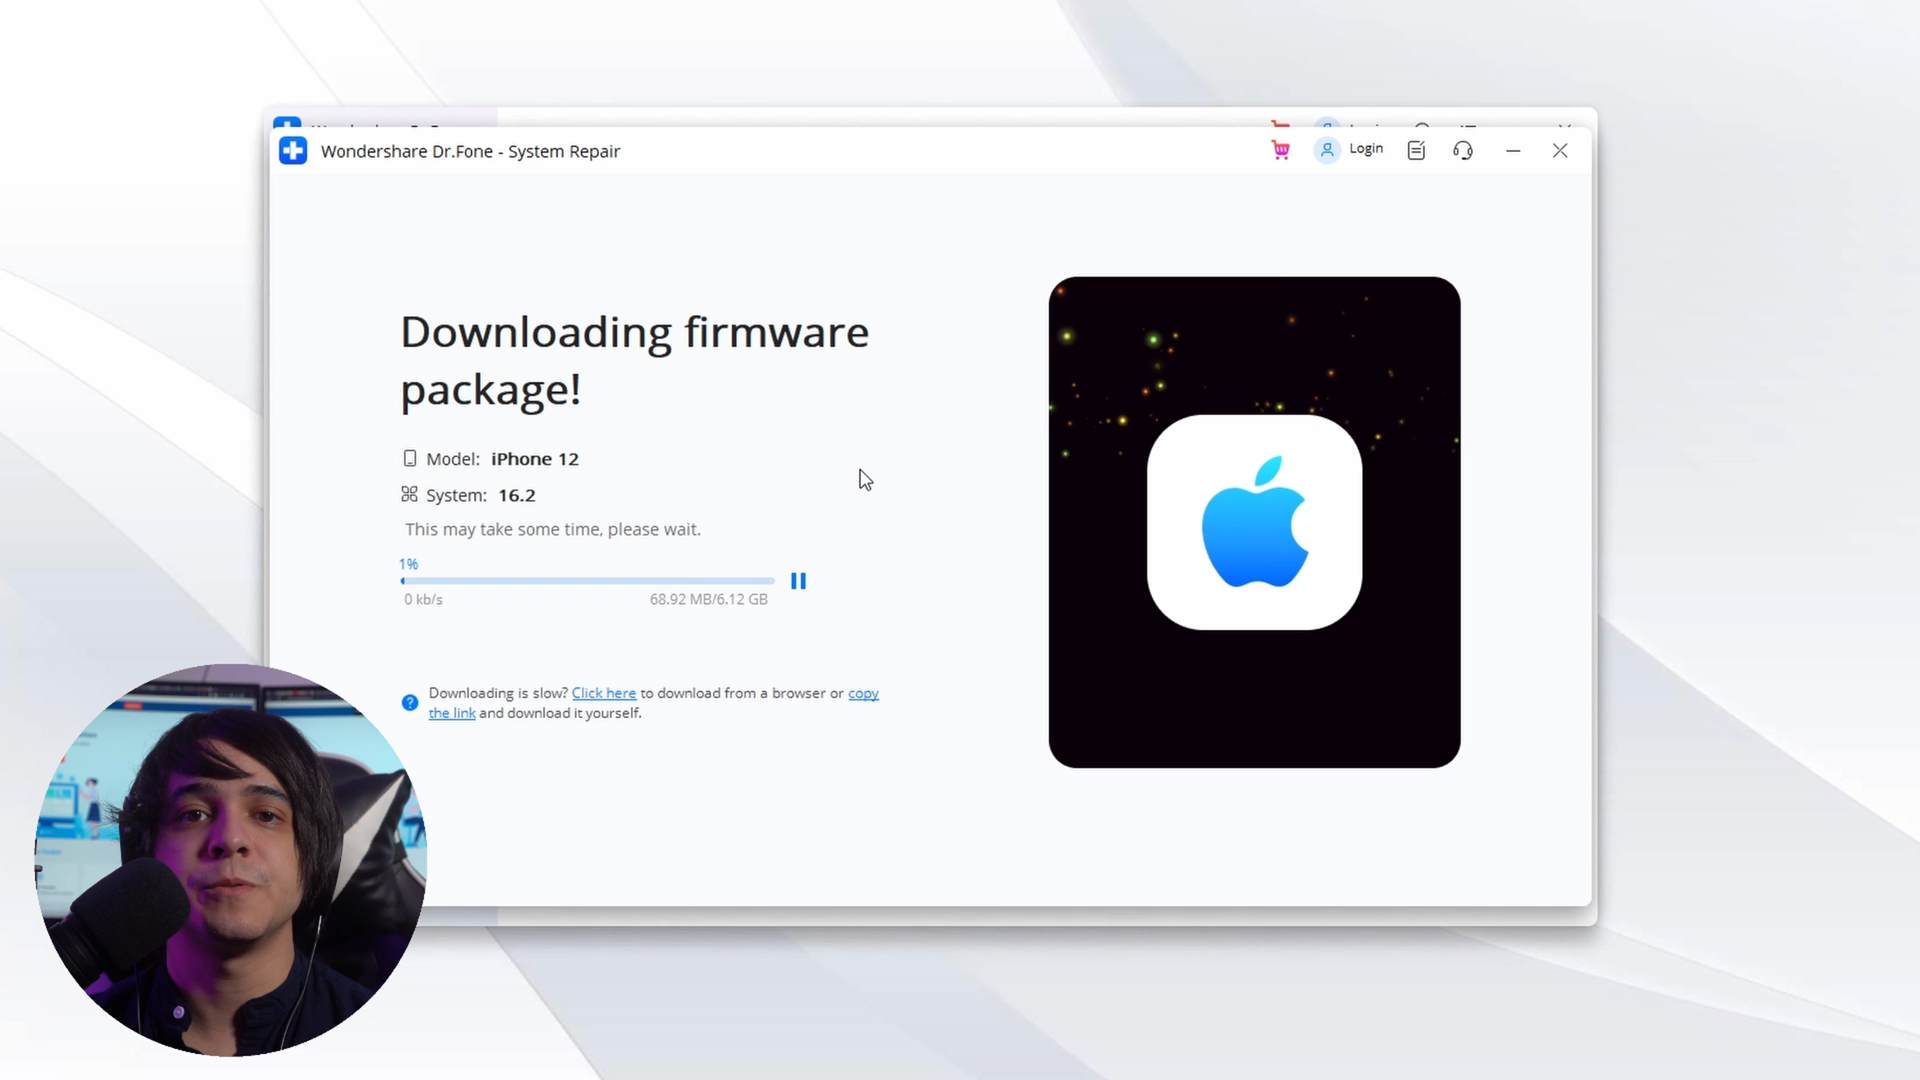 Wondershare Dr.Fone - System Repair
Login
Downloading firmware
package!
Model: iPhone 12
System: 16.2
This may take some time, please wait.
1%
0 kb/s
68.92 MB/6.12 GB
Downloading is slow? Click here to download from a browser or copy
the link and download it yourself.